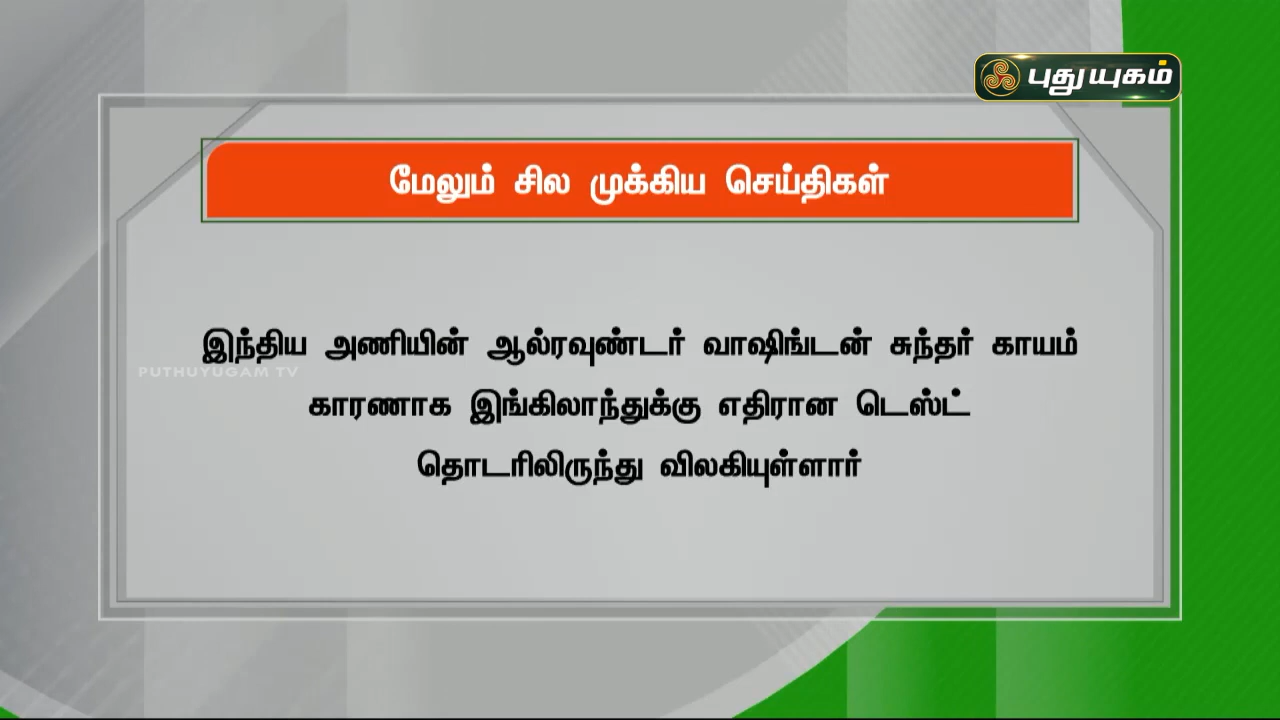 புதுயுகம்
மேலும் சில முக்கிய செய்திகள்
இந்திய அணியின் ஆல்ரவுண்டர் வாஷிங்டன் சுந்தர் காயம்
PUTHUYUGAM TV
காரணாக இங்கிலாந்துக்கு எதிரான டெஸ்ட்
தொடரிலிருந்து விலகியுள்ளார்